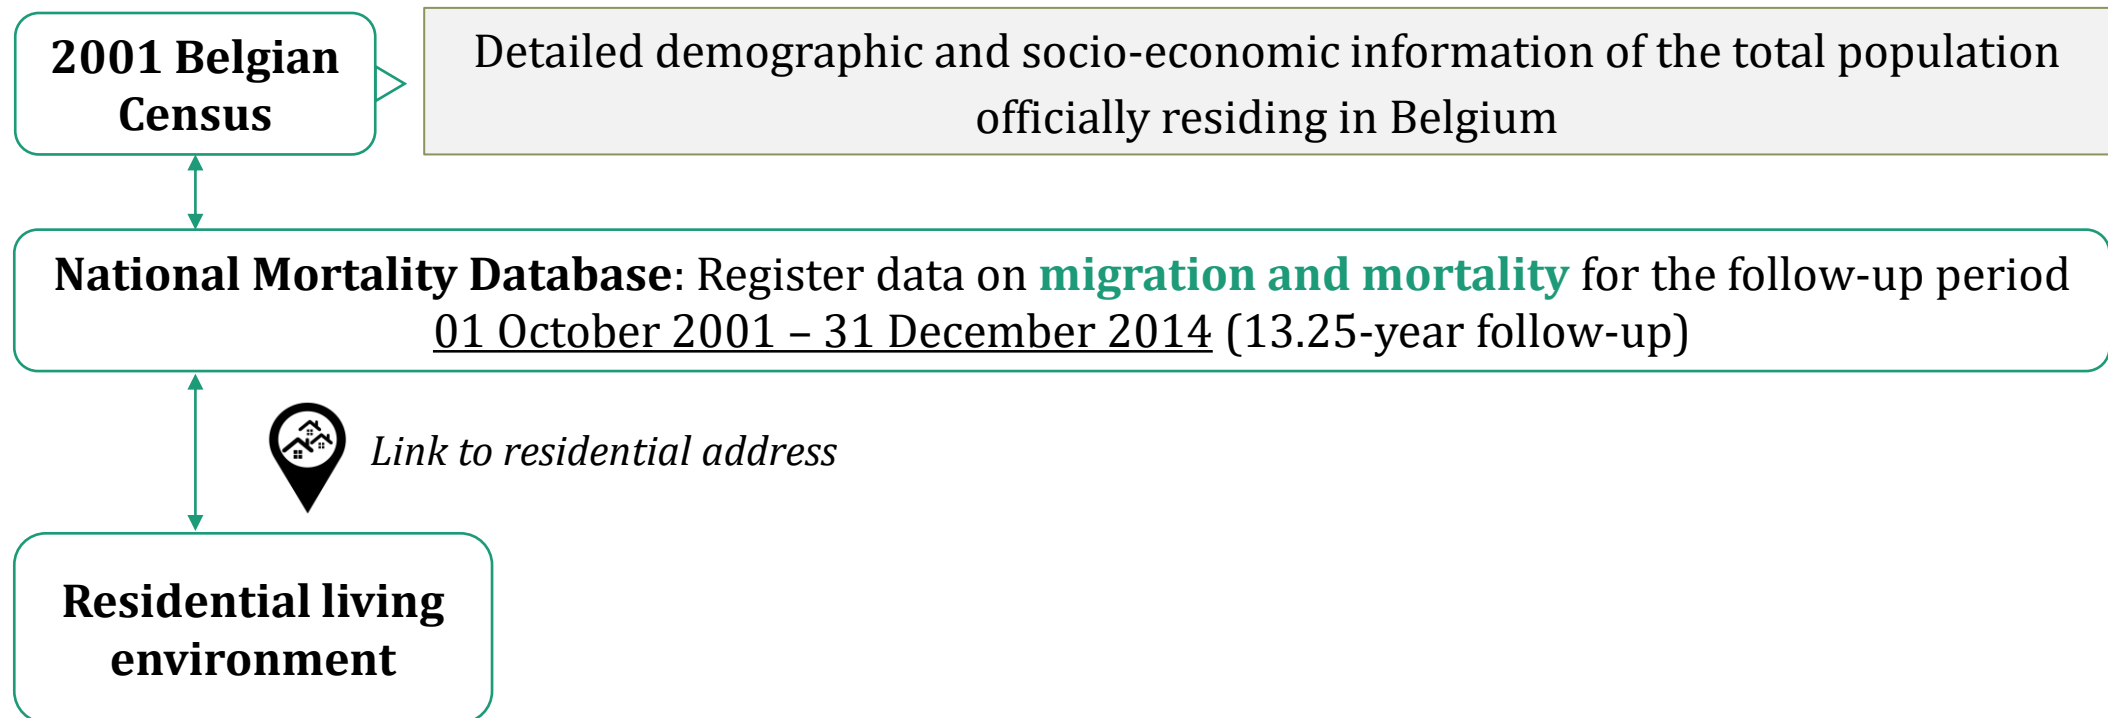 2001 Belgian
Census
Detailed demographic and socio-economic information of the total population
officially residing in Belgium
National Mortality Database: Register data on migration and mortality for the follow-up period
01 October 2001 – 31 December 2014 (13.25-year follow-up)
Link to residential address
Residential living
environment